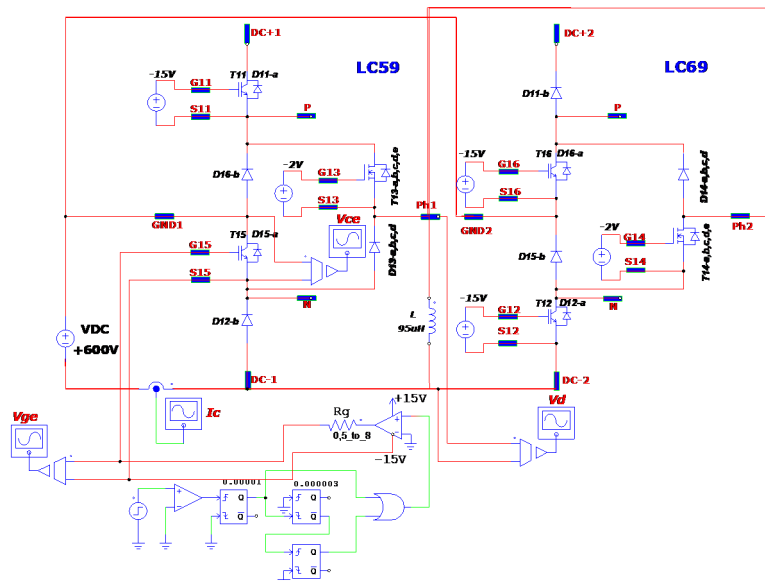 DC+1
DC+2
LC59
LC69
-15V
G11
T11
D11-a
S11
P
D11-b
P
-15V
G16
T16
D16-a
S16
D16-b
-2V
G13
S13
T13-a,b,c,d,e
D14-a,b,c,d
Ph1
GND1
GND2
Ph2
T15
D15-a
G15
S15
Vce
D13-a,b,c,d
D15-b
-2V
G14
S14
T14-a,b,c,d,e
N
N
D12-b
L
95uH
-15V
G12
T12
D12-a
S12
VDC
+600V
DC-1
DC-2
Ic
Vd
Vge
Rg
0,5_to_8
+15V
-15V
0.00001
0.000003
Q
Q
Q
Q
Q
Q